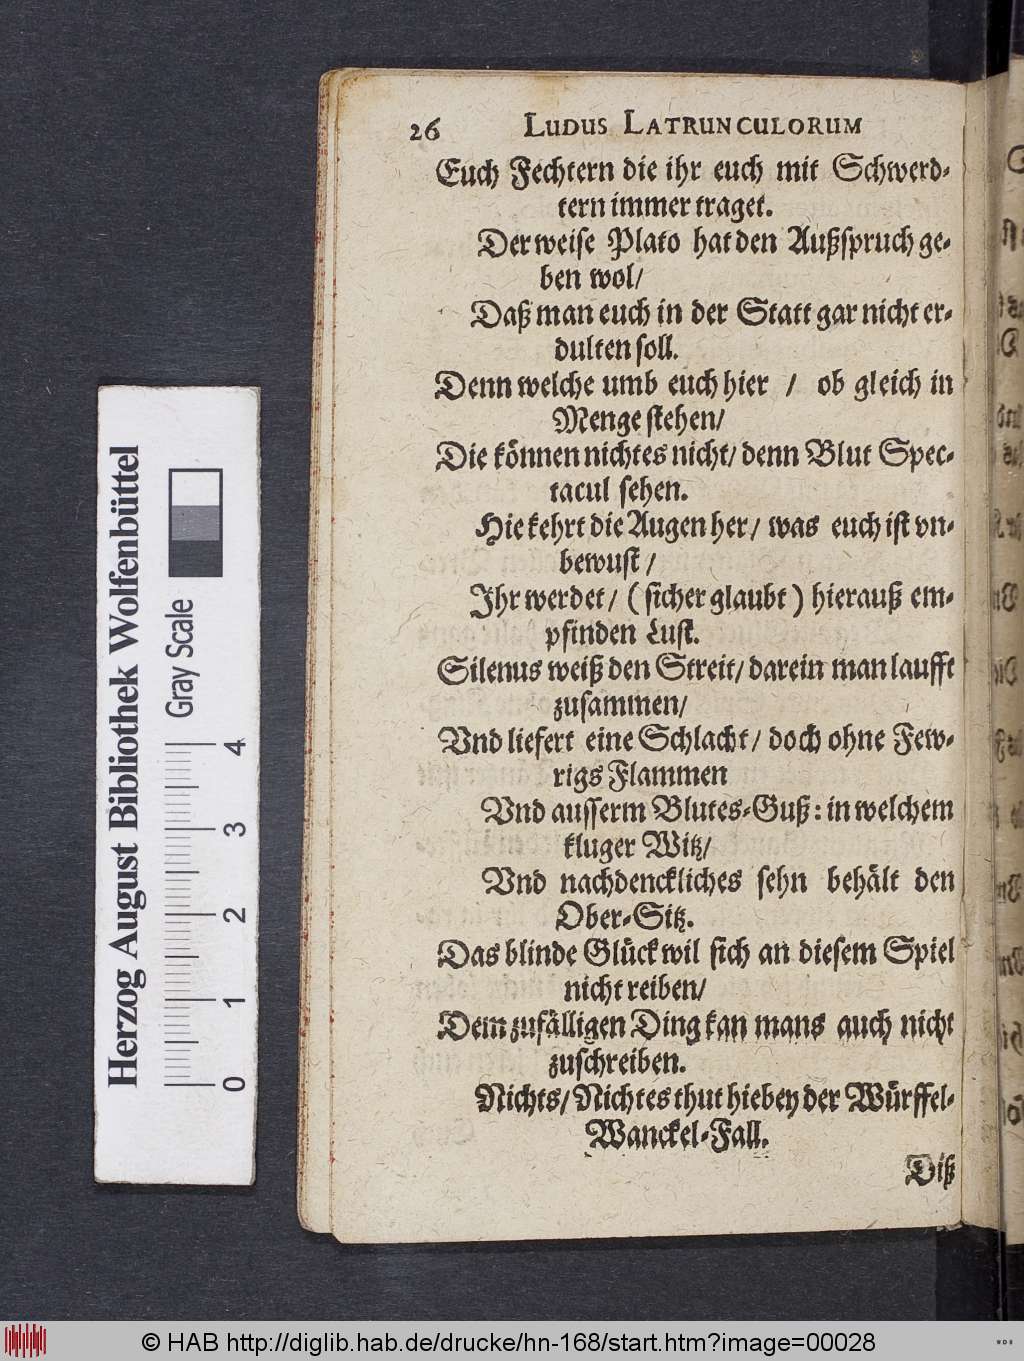 26 LUDUS LATRUNCULORUM
Euch Fechtern die ihr euch mit Schwerd-
tern immer traget.
Der weise Plato hat den Außspruch ge-
ben wol/
Daß man euch in der Statt gar nicht er-
dulten soll.
Denn welche umb euch hier / ob gleich in
Menge stehen/
Die können nichtes nicht/ denn Blut Spec-
tacul sehen.
Hie kehrt die Augen her/ was euch ist vn-
bewust /
Ihr werdet/ (sicher glaubt) hierauß em-
pfinden Lust.
Silenus weiß den Streit/ darein man laufft
zusammen/
Vnd liefert eine Schlacht/ doch ohne Few-
rigs Flammen
Vnd ausserm Blutes-Guß: in welchem
kluger Witz/
Vnd nachdenckliches sehn behält den
Ober-Sitz.
Das blinde Glück wil sich an diesem Spiel
nicht reiben/
Dem zufälligen Ding kan mans auch nicht
zuschreiben.
Nichts/ Nichtes thut hiebey der Würffel-
Wanckel-Fall.
Diß
Herzog August Bibliothek Wolfenbüttel
Gray Scale
0 1 2 3 4
© HAB http://diglib.hab.de/drucke/hn-168/start.htm?image=00028